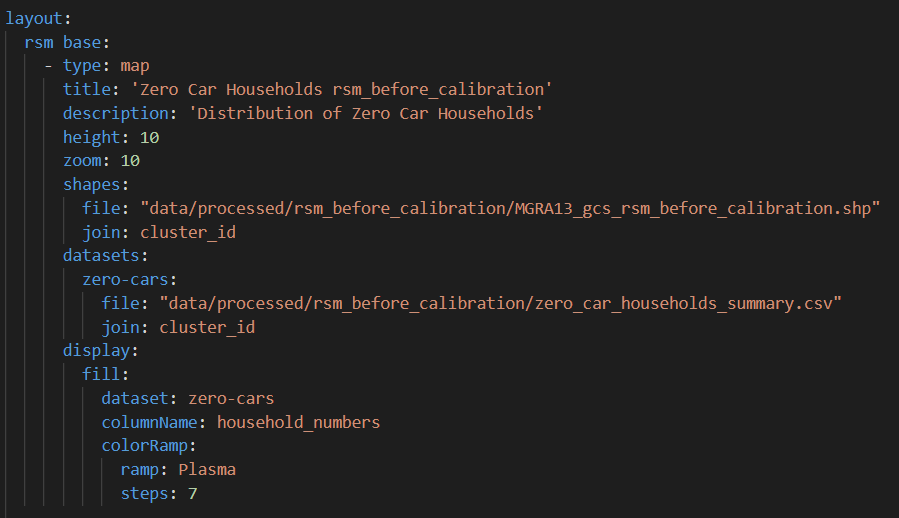 layout:
  rsm base:
    - type: map
      title: 'Zero Car Households rsm_before_calibration'
      description: 'Distribution of Zero Car Households'
      height: 10
      zoom: 10
      shapes:
        file: "data/processed/rsm_before_calibration/MGRA13_gcs_rsm_before_calibration.shp"
        join: cluster_id
      datasets:
        zero-cars:
          file: "data/processed/rsm_before_calibration/zero_car_households_summary.csv"
          join: cluster_id
      display:
        fill:
          dataset: zero-cars
          columnName: household_numbers
          colorRamp:
            ramp: Plasma
            steps: 7